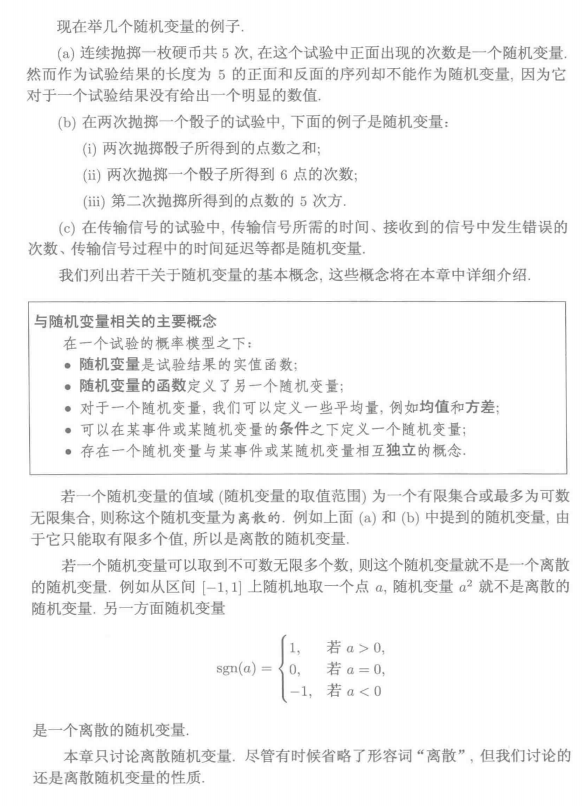 现在举几个随机变量的例子.
(a) 连续抛掷一枚硬币共 5 次, 在这个试验中正面出现的次数是一个随机变量.
然而作为试验结果的长度为 5 的正面和反面的序列却不能作为随机变量, 因为它
对于一个试验结果没有给出一个明显的数值.
(b) 在两次抛掷一个骰子的试验中, 下面的例子是随机变量:
(i) 两次抛掷骰子所得到的点数之和;
(ii) 两次抛掷一个骰子所得到 6 点的次数;
(iii) 第二次抛掷所得到的点数的 5 次方.
(c) 在传输信号的试验中, 传输信号所需的时间、接收到的信号中发生错误的
次数、传输信号过程中的时间延迟等都是随机变量.
我们列出若干关于随机变量的基本概念, 这些概念将在本章中详细介绍.
与随机变量相关的主要概念
在一个试验的概率模型之下:
• 随机变量是试验结果的实值函数;
• 随机变量的函数定义了另一个随机变量;
• 对于一个随机变量, 我们可以定义一些平均量, 例如均值和方差;
• 可以在某事件或某随机变量的条件之下定义一个随机变量;
• 存在一个随机变量与某事件或某随机变量相互独立的概念.
若一个随机变量的值域 (随机变量的取值范围) 为一个有限集合或最多为可数
无限集合, 则称这个随机变量为离散的. 例如上面 (a) 和 (b) 中提到的随机变量, 由
于它只能取有限多个值, 所以是离散的随机变量.
若一个随机变量可以取到不可数无限多个数, 则这个随机变量就不是一个离散
的随机变量. 例如从区间 [−1, 1] 上随机地取一个点 a, 随机变量 a² 就不是离散的
随机变量. 另一方面随机变量
1, 若 a > 0,
sgn(a) = { 0, 若 a = 0,
−1, 若 a < 0
是一个离散的随机变量.
本章只讨论离散随机变量. 尽管有时候省略了形容词“离散”, 但我们讨论的
还是离散随机变量的性质.